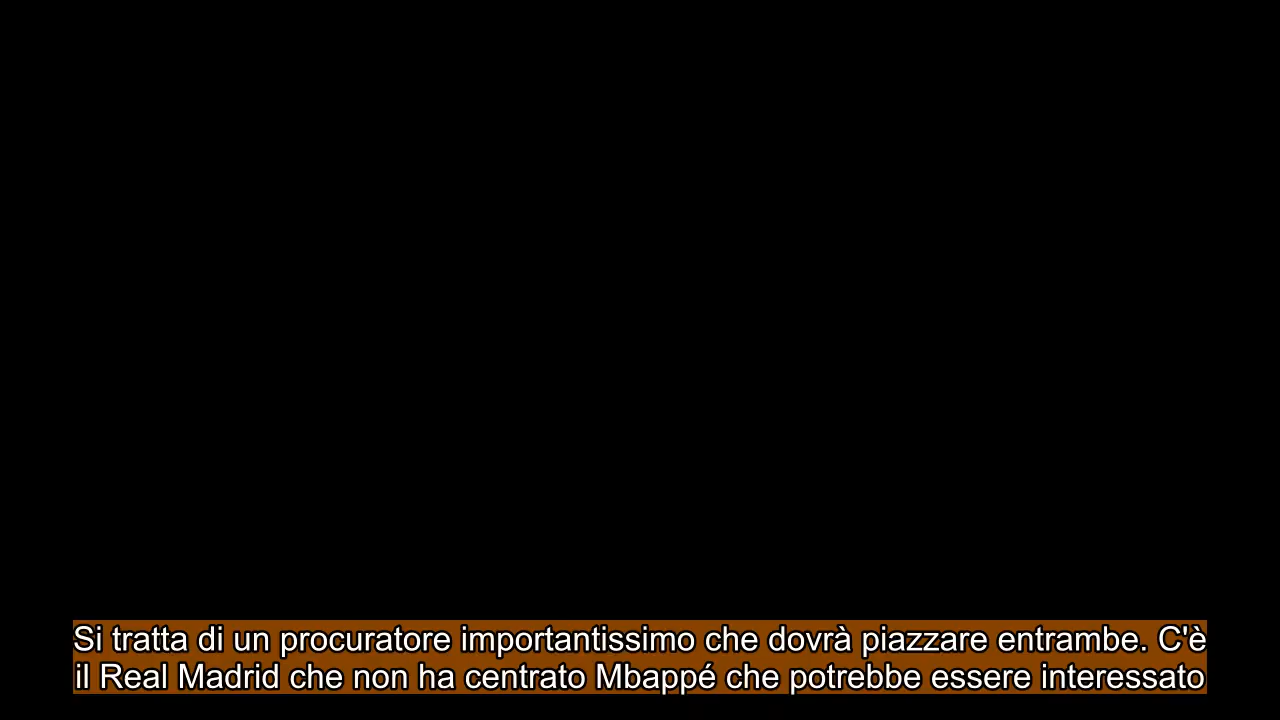 Si tratta di un procuratore importantissimo che dovrà piazzare entrambe. C'è
il Real Madrid che non ha centrato Mbappé che potrebbe essere interessato